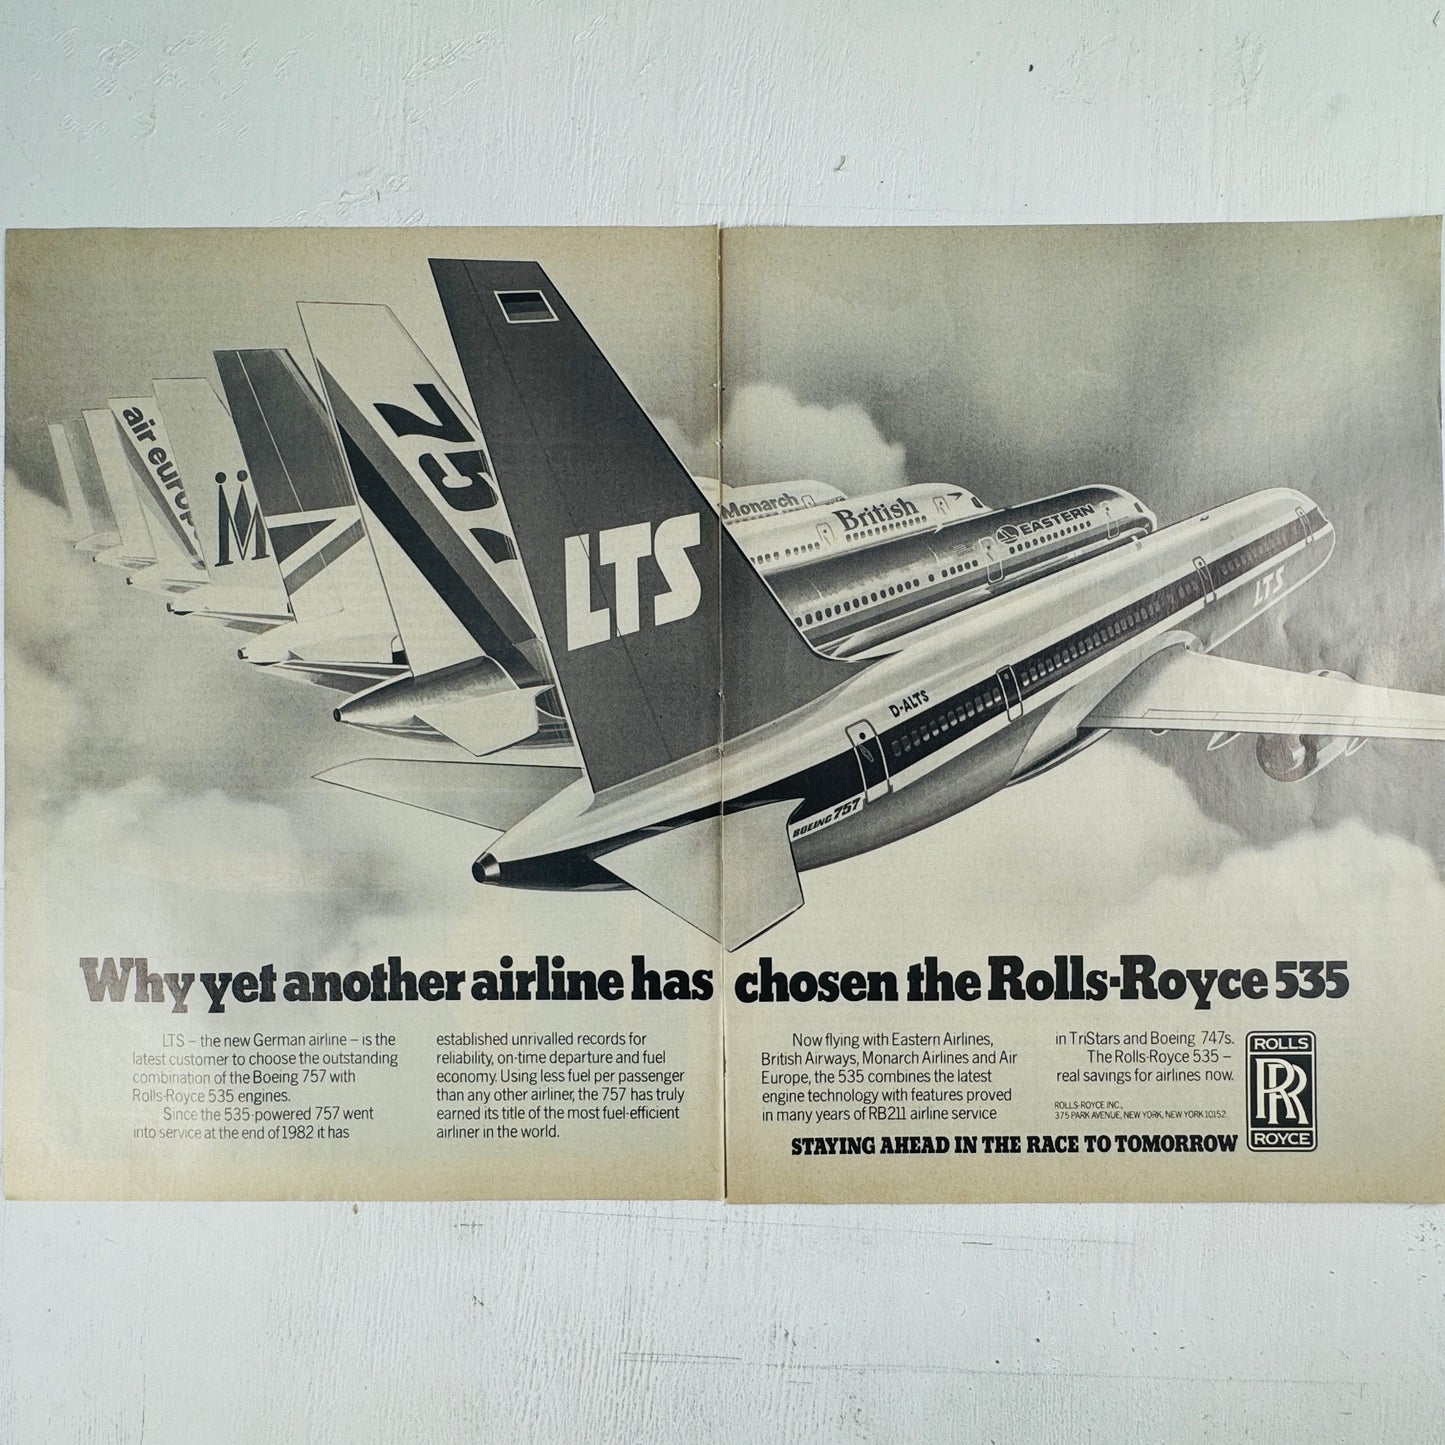 air europe
M
757
LTS
Monarch
British
EASTERN
LTS
D-ALTS
BOEING 757
Why yet another airline has chosen the Rolls-Royce 535
LTS – the new German airline – is the
latest customer to choose the outstanding
combination of the Boeing 757 with
Rolls-Royce 535 engines.
Since the 535-powered 757 went
into service at the end of 1982 it has
established unrivalled records for
reliability, on-time departure and fuel
economy. Using less fuel per passenger
than any other airliner, the 757 has truly
earned its title of the most fuel-efficient
airliner in the world.
Now flying with Eastern Airlines,
British Airways, Monarch Airlines and Air
Europe, the 535 combines the latest
engine technology with features proved
in many years of RB211 airline service
in TriStars and Boeing 747s.
The Rolls-Royce 535 –
real savings for airlines now.
ROLLS-ROYCE INC.,
375 PARK AVENUE, NEW YORK, NEW YORK 10152.
STAYING AHEAD IN THE RACE TO TOMORROW
ROLLS
RR
ROYCE